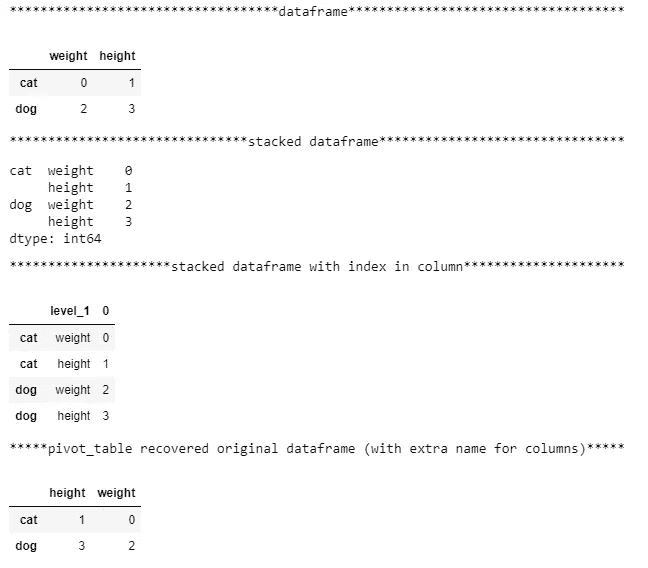 ***********************************dataframe************************************
weight height
cat 0 1
dog 2 3
*******************************stacked dataframe********************************
cat weight 0
height 1
dog weight 2
height 3
dtype: int64
*********************stacked dataframe with index in column*********************
level_1 0
cat weight 0
cat height 1
dog weight 2
dog height 3
*****pivot_table recovered original dataframe (with extra name for columns)*****
height weight
cat 1 0
dog 3 2